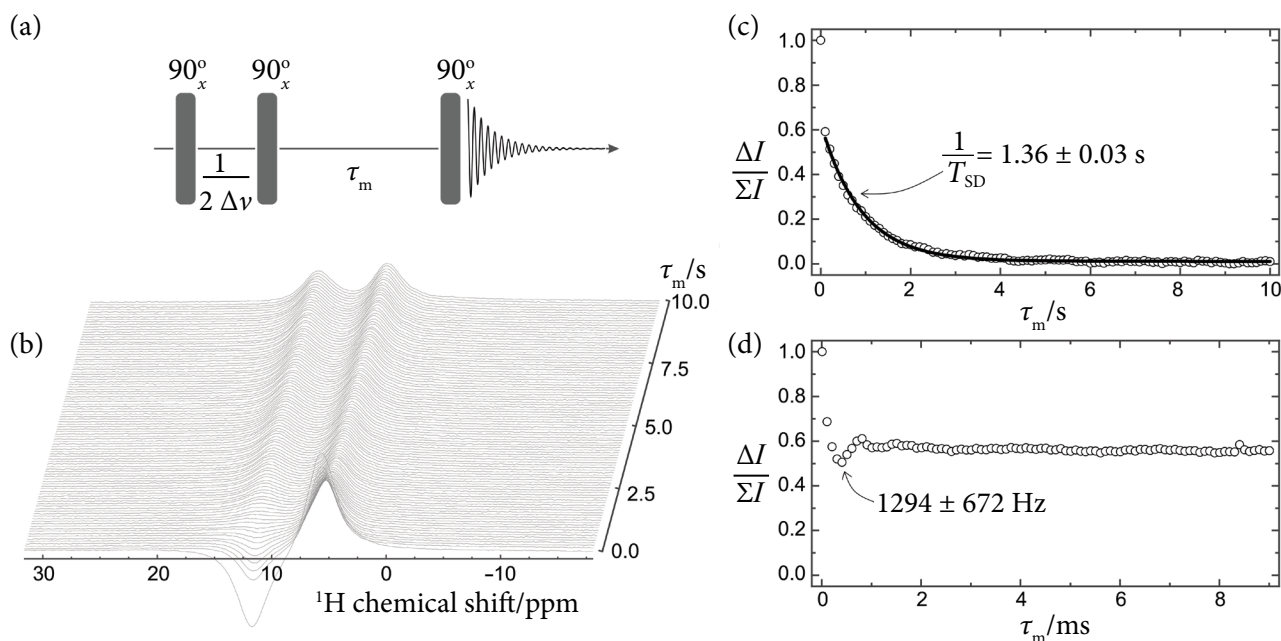 (a)
90°x 90°x 90°x
1
2 Δν
τm
(b)
τm/s
10.0
7.5
5.0
2.5
0.0
30 20 10 0 -10
1H chemical shift/ppm
(c)
1.0
0.8
0.6
0.4
0.2
0.0
ΔI
ΣI
1
TSD
= 1.36 ± 0.03 s
0 2 4 6 8 10
τm/s
(d)
1.0
0.8
0.6
0.4
0.2
0.0
ΔI
ΣI
1294 ± 672 Hz
0 2 4 6 8
τm/ms